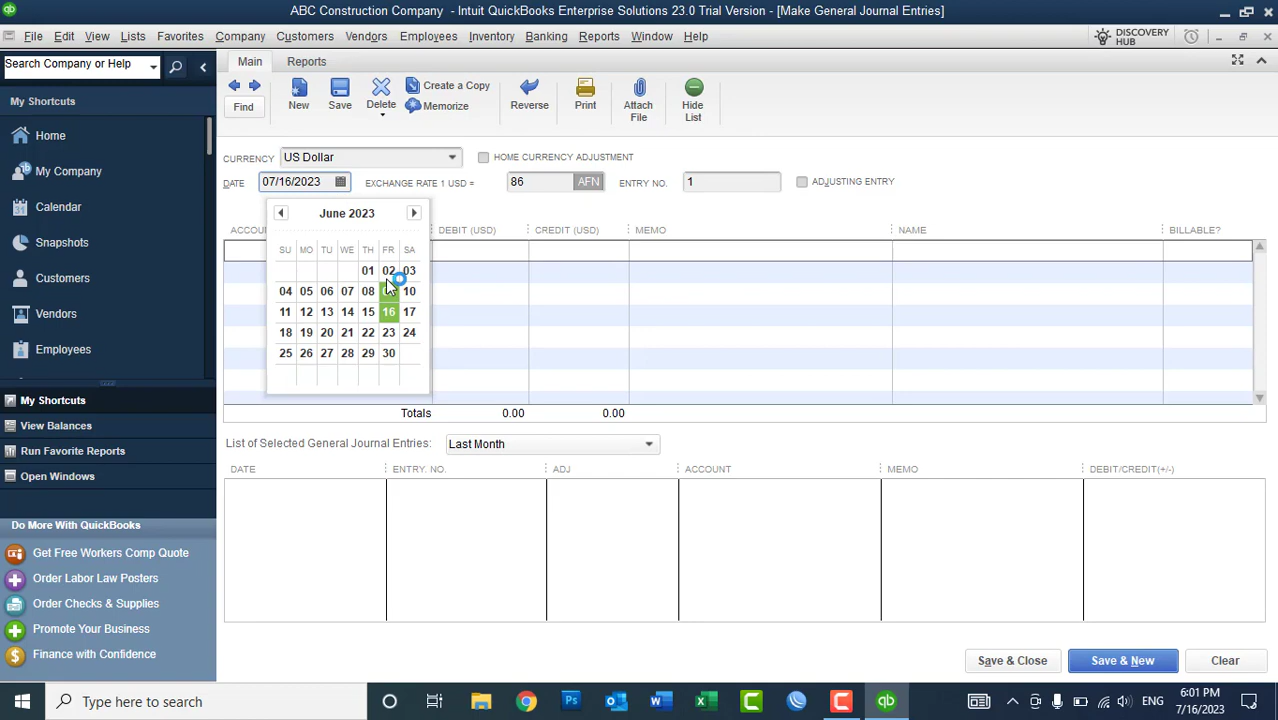 ABC Construction Company - Intuit QuickBooks Enterprise Solutions 23.0 Trial Version - [Make General Journal Entries]
File Edit View Lists Favorites Company Customers Vendors Employees Inventory Banking Reports Window Help
DISCOVERY HUB
Search Company or Help
My Shortcuts
Home
My Company
Calendar
Snapshots
Customers
Vendors
Employees
My Shortcuts
View Balances
Run Favorite Reports
Open Windows
Do More With QuickBooks
Get Free Workers Comp Quote
Order Labor Law Posters
Order Checks & Supplies
Promote Your Business
Finance with Confidence
Main Reports
Find
New
Save
Delete
Create a Copy
Memorize
Reverse
Print
Attach File
Hide List
CURRENCY US Dollar HOME CURRENCY ADJUSTMENT
DATE 07/16/2023 EXCHANGE RATE 1 USD = 86 AFN ENTRY NO. 1 ADJUSTING ENTRY
June 2023
SU MO TU WE TH FR SA
01 02 03
04 05 06 07 08 10
11 12 13 14 15 16 17
18 19 20 21 22 23 24
25 26 27 28 29 30
DEBIT (USD) CREDIT (USD) MEMO NAME BILLABLE?
Totals 0.00 0.00
List of Selected General Journal Entries: Last Month
DATE ENTRY. NO. ADJ ACCOUNT MEMO DEBIT/CREDIT(+/-)
Save & Close Save & New Clear
Type here to search
Ps
qb
ENG
6:01 PM
7/16/2023